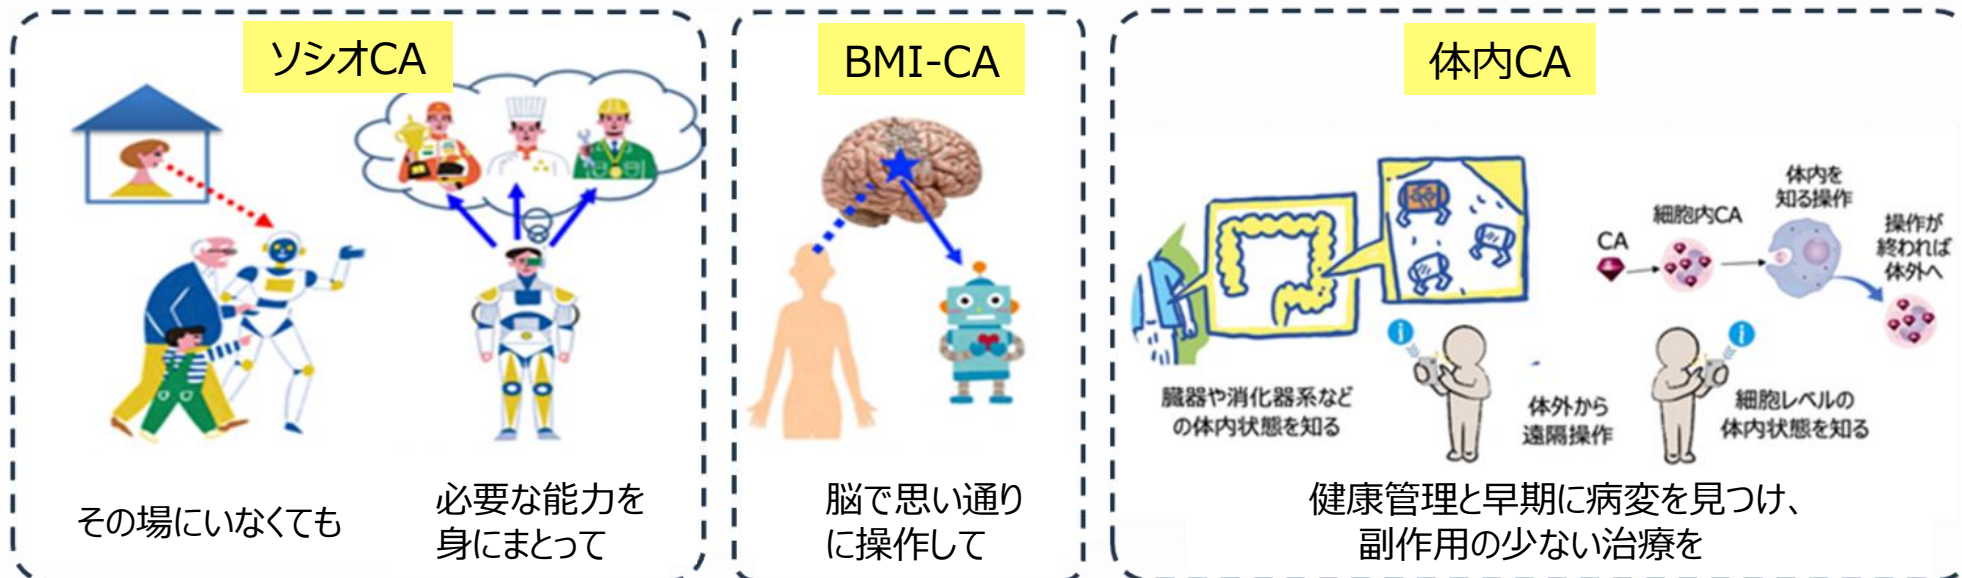 ソシオCA
その場にいなくても
必要な能力を
身にまとって
BMI-CA
脳で思い通り
に操作して
体内CA
臓器や消化器系など
の体内状態を知る
i
体外から
遠隔操作
i
細胞レベルの
体内状態を知る
CA
細胞内CA
体内を
知る操作
操作が
終われば
体外へ
健康管理と早期に病変を見つけ、
副作用の少ない治療を